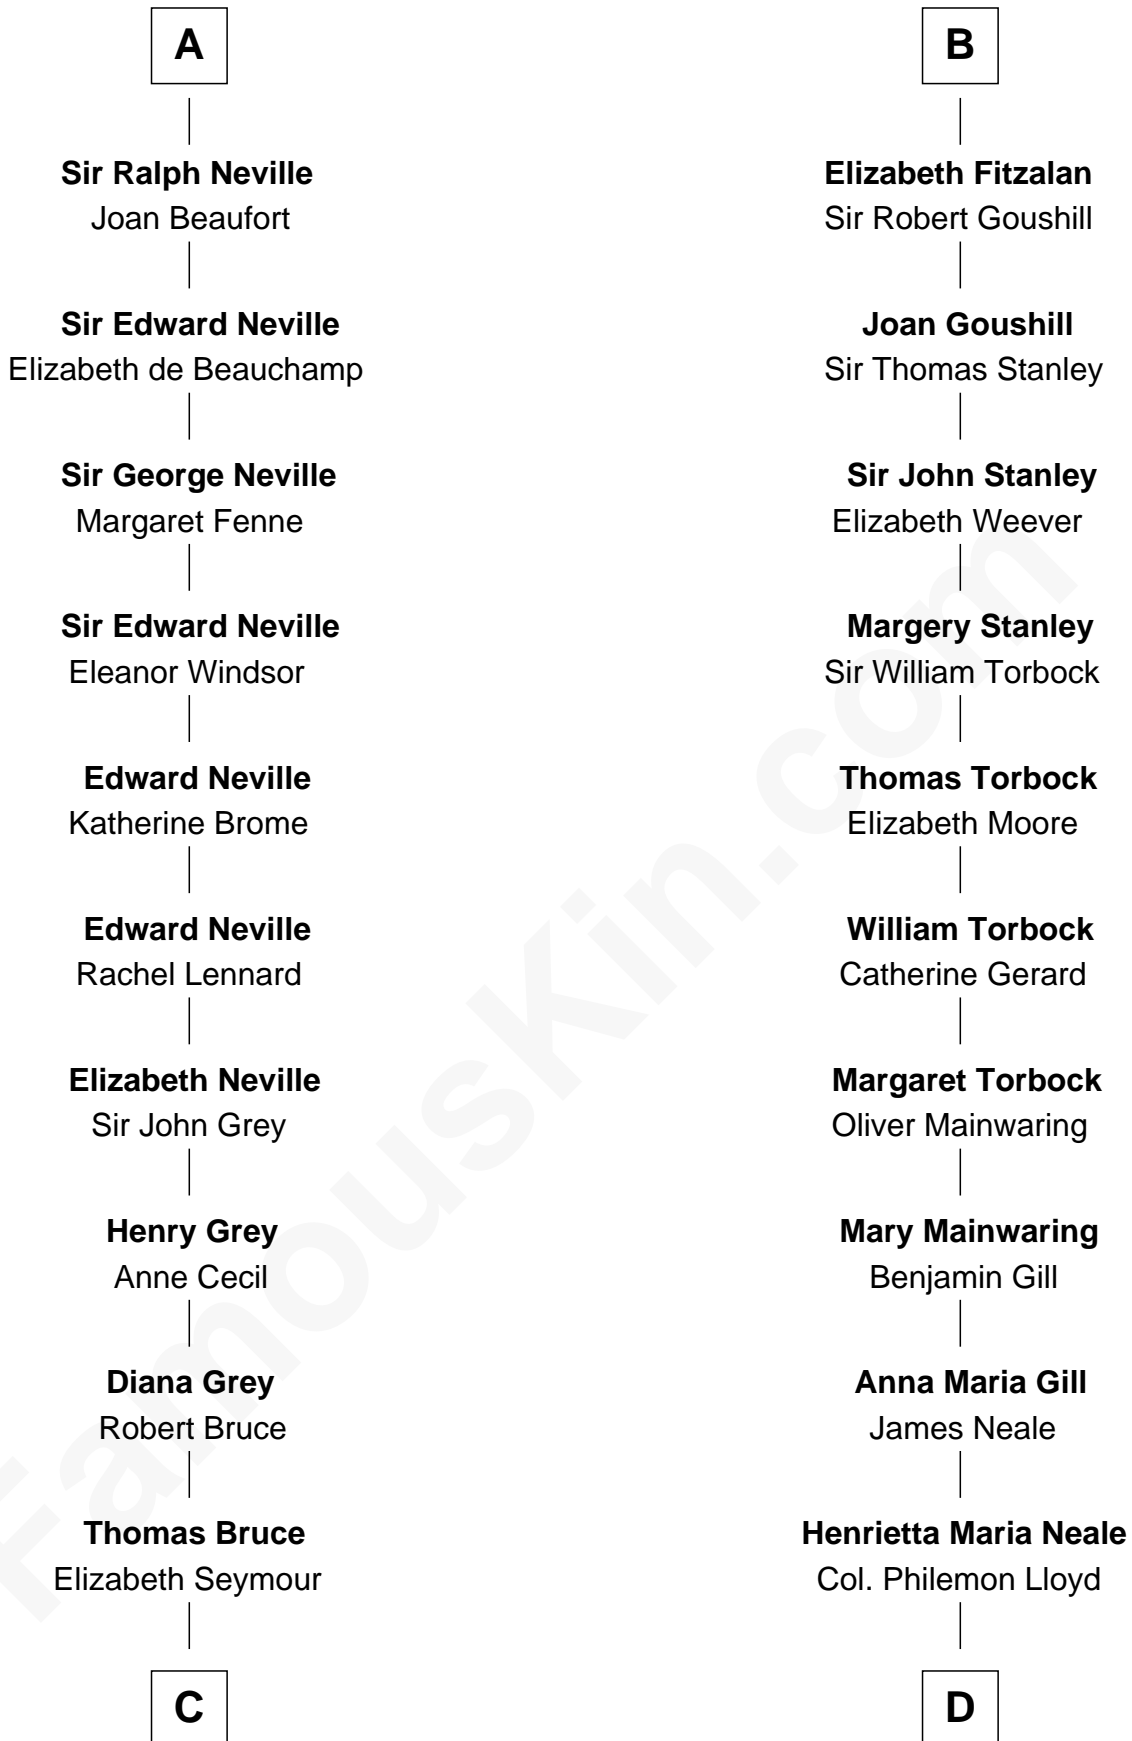 A
Sir Ralph Neville
Joan Beaufort
Sir Edward Neville
Elizabeth de Beauchamp
Sir George Neville
Margaret Fenne
Sir Edward Neville
Eleanor Windsor
Edward Neville
Katherine Brome
Edward Neville
Rachel Lennard
Elizabeth Neville
Sir John Grey
Henry Grey
Anne Cecil
Diana Grey
Robert Bruce
Thomas Bruce
Elizabeth Seymour
C
B
Elizabeth Fitzalan
Sir Robert Goushill
Joan Goushill
Sir Thomas Stanley
Sir John Stanley
Elizabeth Weever
Margery Stanley
Sir William Torbock
Thomas Torbock
Elizabeth Moore
William Torbock
Catherine Gerard
Margaret Torbock
Oliver Mainwaring
Mary Mainwaring
Benjamin Gill
Anna Maria Gill
James Neale
Henrietta Maria Neale
Col. Philemon Lloyd
D
FamousKin.com